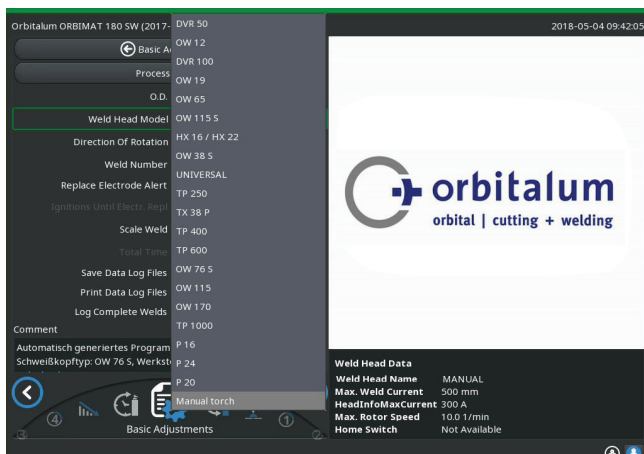 Orbitalum ORBIMAT 180 SW (2017-
2018-05-04 09:42:05
Basic A
Process
O.D.
Weld Head Model
Direction Of Rotation
Weld Number
Replace Electrode Alert
Ignitions Until Electr. Repl
Scale Weld
Total Time
Save Data Log Files
Print Data Log Files
Log Complete Welds
Comment
Automatisch generiertes Program
Schweißkopftyp: OW 76 S, Werkst
DVR 50
OW 12
DVR 100
OW 19
OW 65
OW 115 S
HX 16 / HX 22
OW 38 S
UNIVERSAL
TP 250
TX 38 P
TP 400
TP 600
OW 76 S
OW 115
OW 170
TP 1000
P 16
P 24
P 20
Manual torch
orbitalum
orbital | cutting + welding
Weld Head Data
Weld Head Name MANUAL
Max. Weld Current 500 mm
HeadInfoMaxCurrent 300 A
Max. Rotor Speed 10.0 1/min
Home Switch Not Available
3
4
1
2
Basic Adjustments